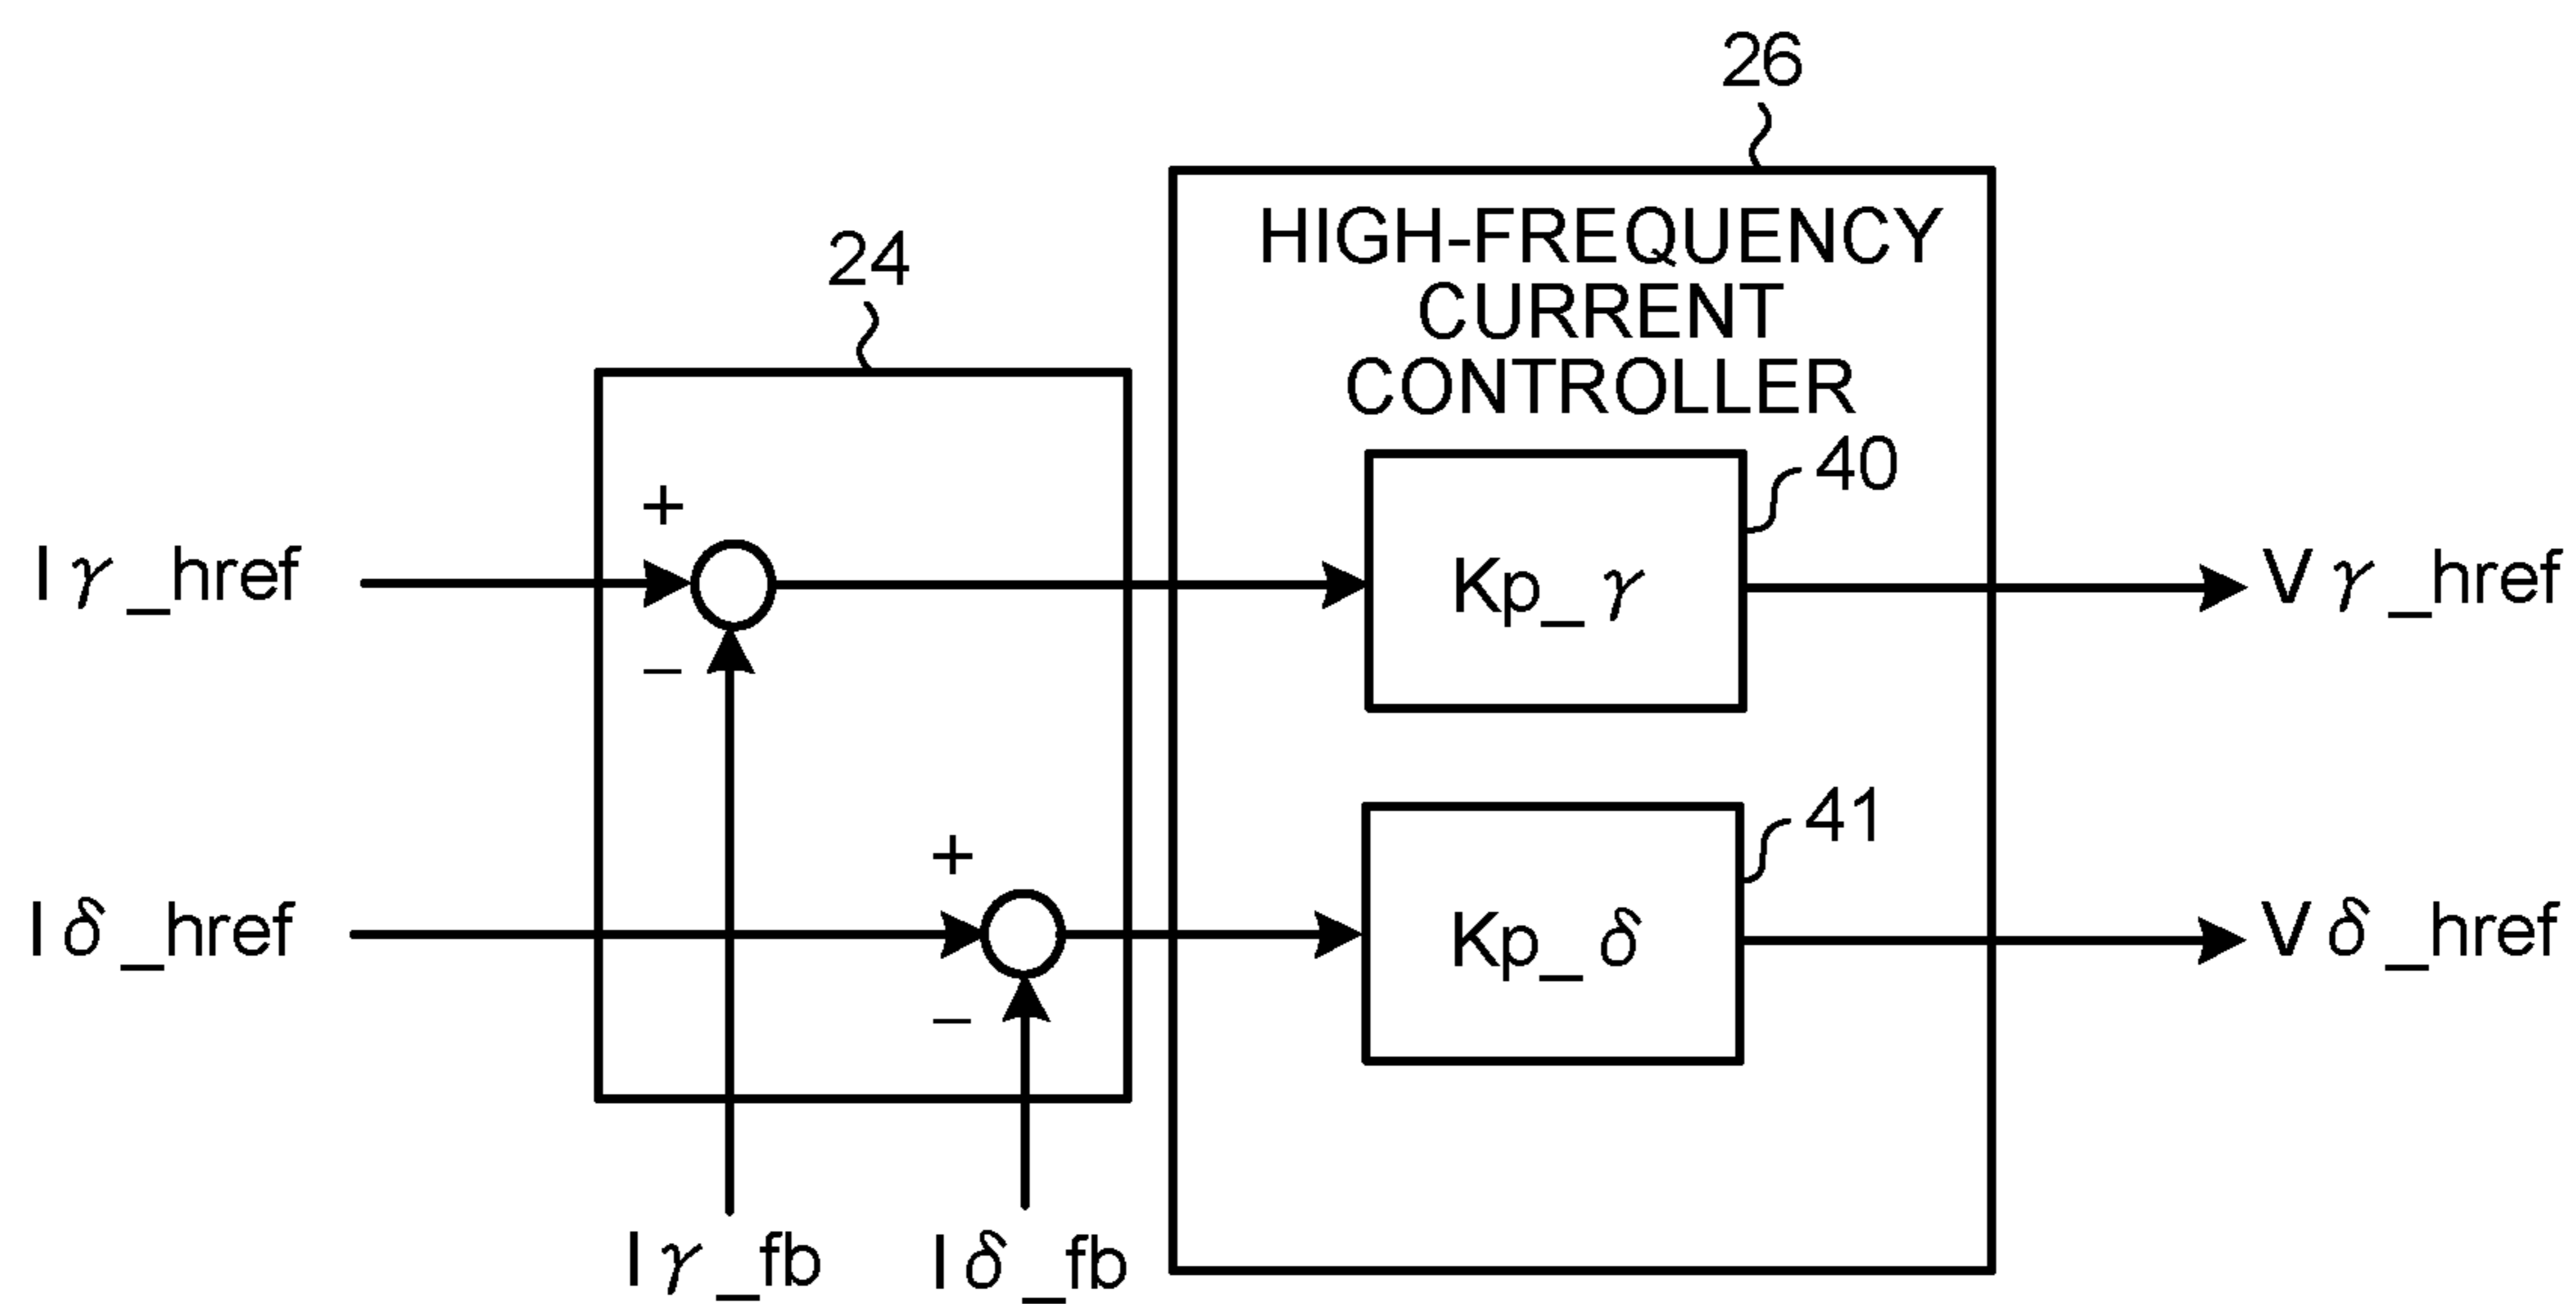 26
HIGH-FREQUENCY
CURRENT
CONTROLLER
24
40
+
Iγ_href
Kp_γ
Vγ_href
−
41
+
Iδ_href
Kp_δ
Vδ_href
−
Iγ_fb
Iδ_fb